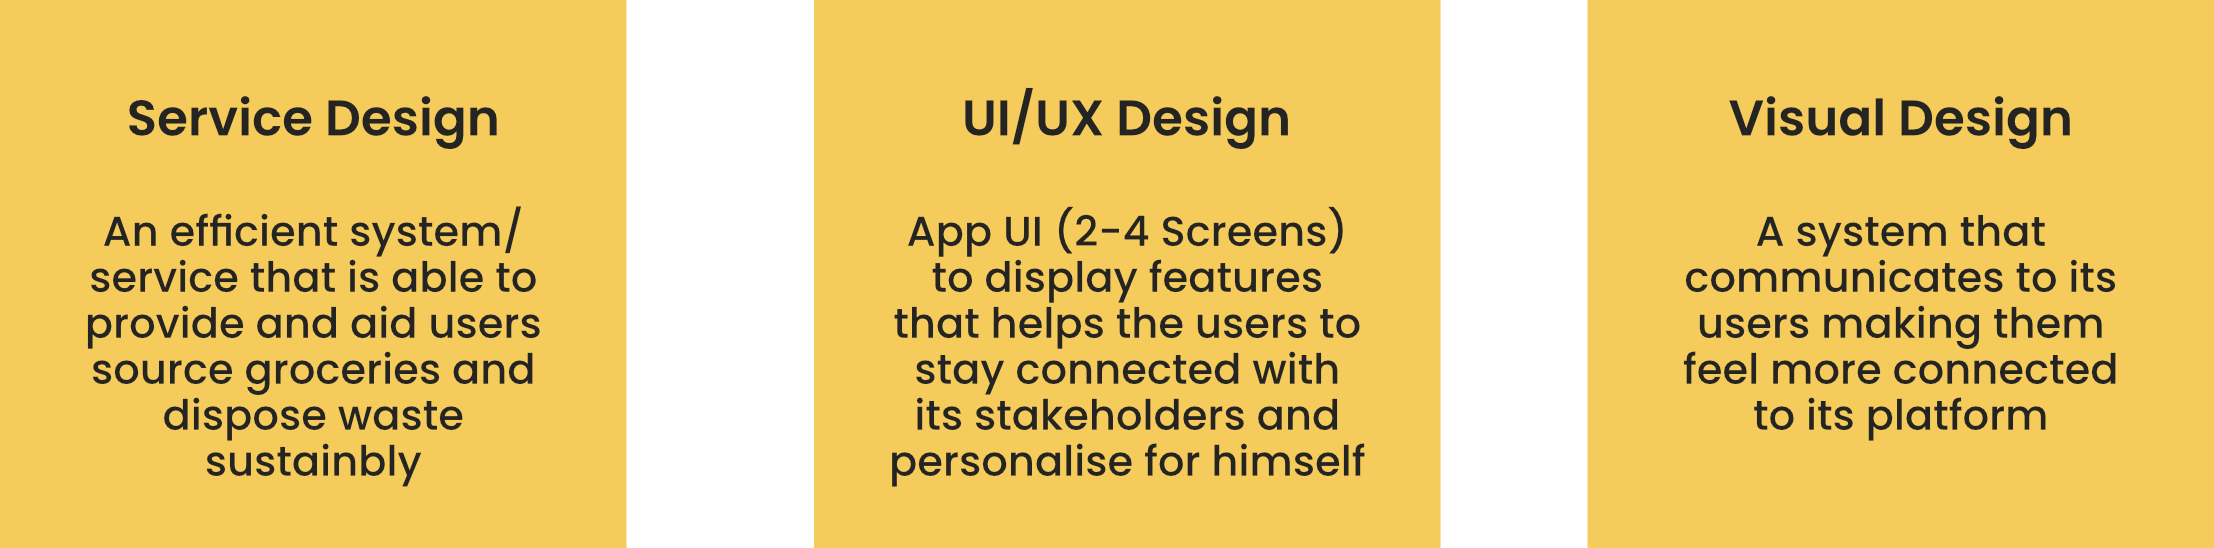 Service Design
An efficient system/
service that is able to
provide and aid users
source groceries and
dispose waste
sustainbly
UI/UX Design
App UI (2-4 Screens)
to display features
that helps the users to
stay connected with
its stakeholders and
personalise for himself
Visual Design
A system that
communicates to its
users making them
feel more connected
to its platform